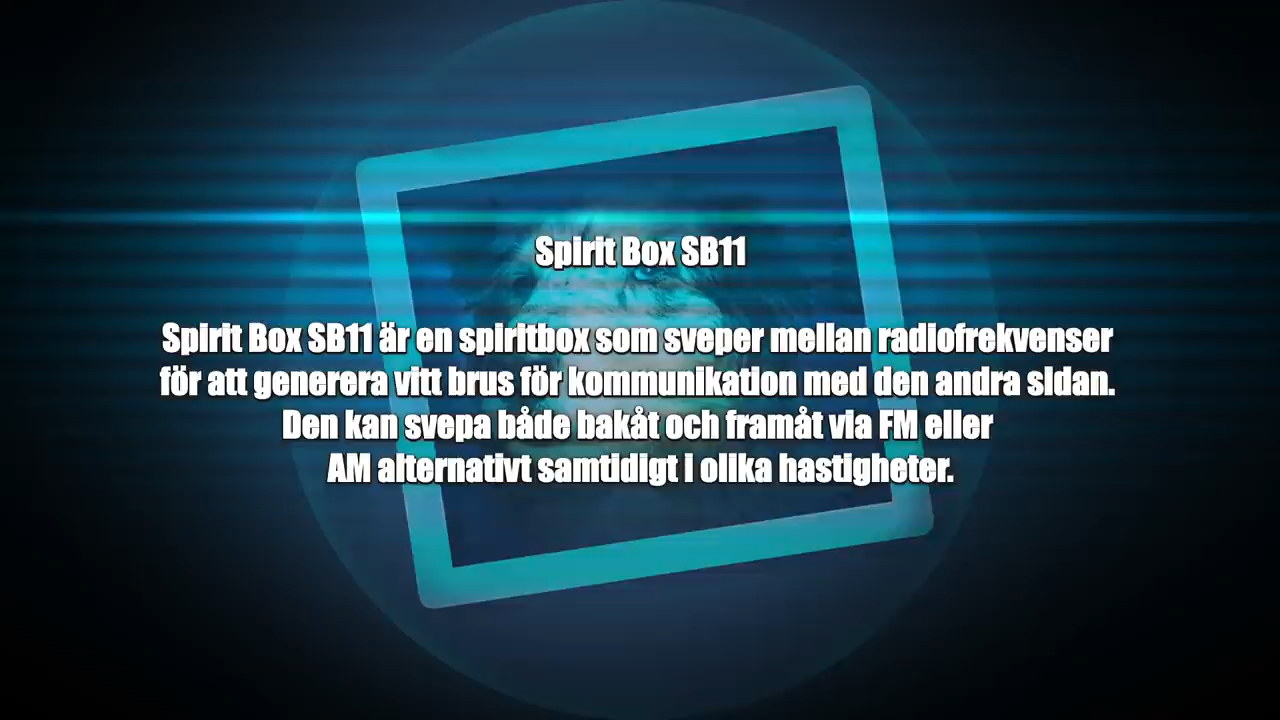 Spirit Box SB11
Spirit Box SB11 är en spiritbox som sveper mellan radiofrekvenser
för att generera vitt brus för kommunikation med den andra sidan.
Den kan svepa både bakåt och framåt via FM eller
AM alternativt samtidigt i olika hastigheter.